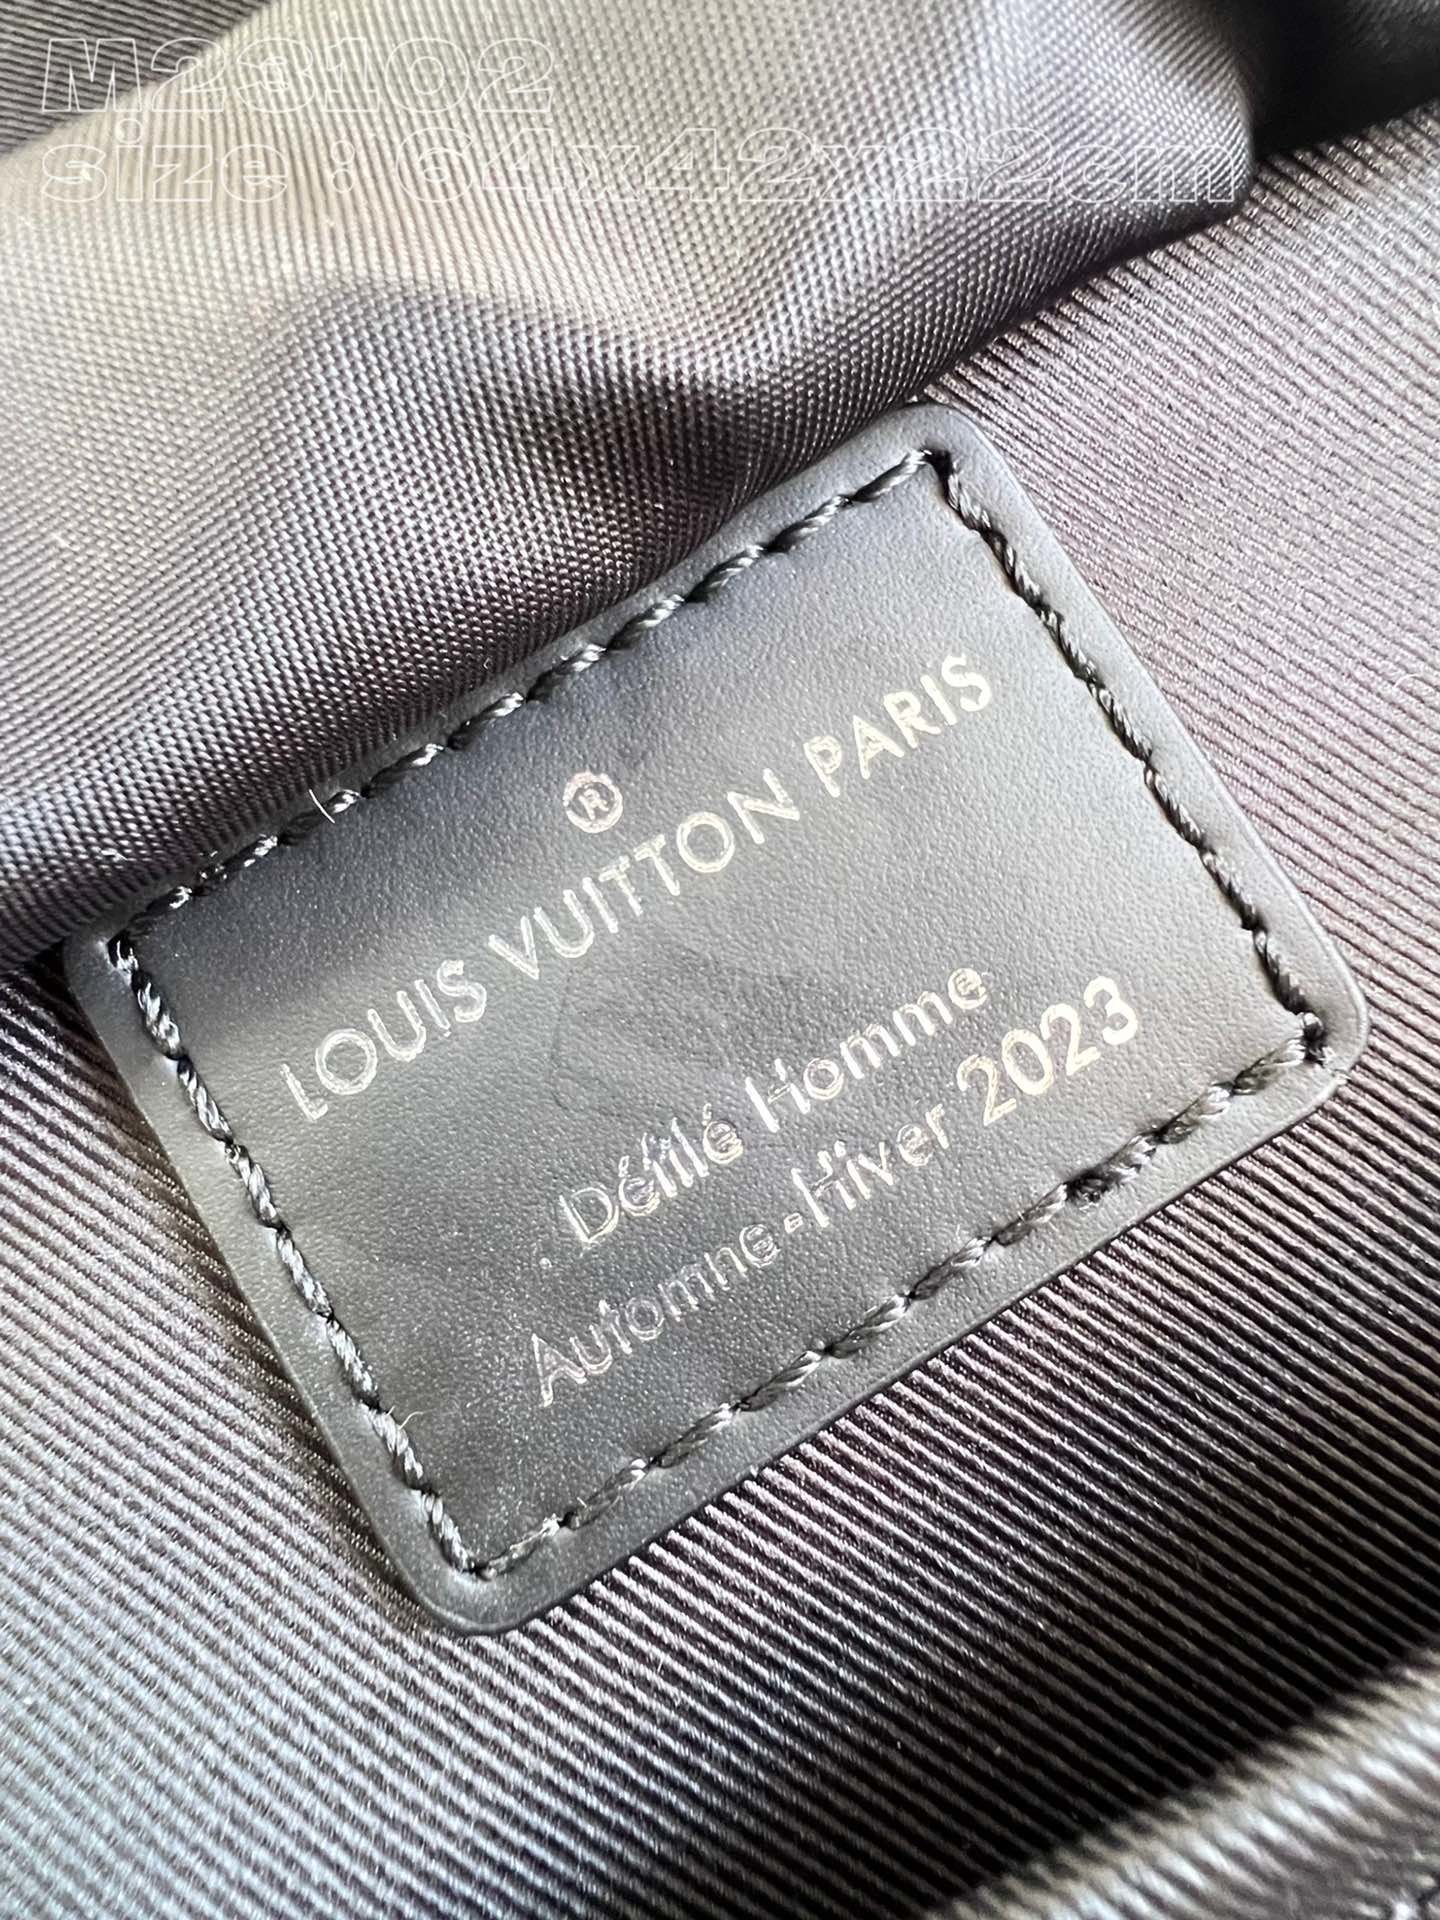 M23102
size : 64x42x22cm
®
LOUIS VUITTON PARIS
Défilé Homme
Automne-Hiver 2023